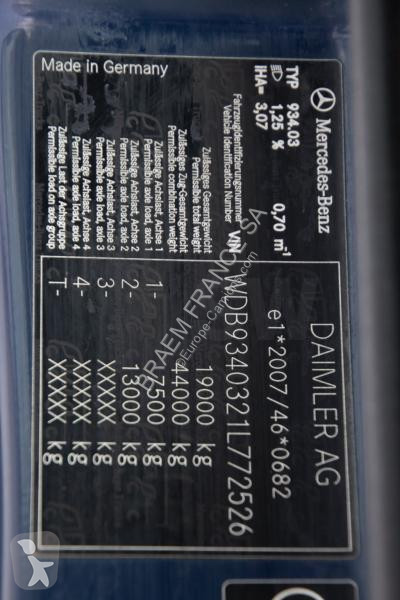 Mercedes-Benz
DAIMLER AG
TYP 934.03
1,25 % 0,70 m⁻¹
IHA= 3,07
e1*2007/46*0682
Fahrzeugidentifizierungsnummer
Vehicle Identification Number VIN WDB9340321L772526
Zulässiges Gesamtgewicht
Permissible total weight 19000 kg
Zulässiges Zug-Gesamtgewicht
Permissible combination weight 44000 kg
Zulässige Achslast, Achse 1
Permissible axle load, axle 1 1- 7500 kg
Zulässige Achslast, Achse 2
Permissible axle load, axle 2 2- 13000 kg
Zulässige Achslast, Achse 3
Permissible axle load, axle 3 3- XXXX kg
Zulässige Achslast, Achse 4
Permissible axle load, axle 4 4- XXXX kg
Zulässige Last der Achsgruppe
Permissible load on axle group T- XXXX kg
Made in Germany
BRAEM FRANCE SA
©Europe-Camions.com